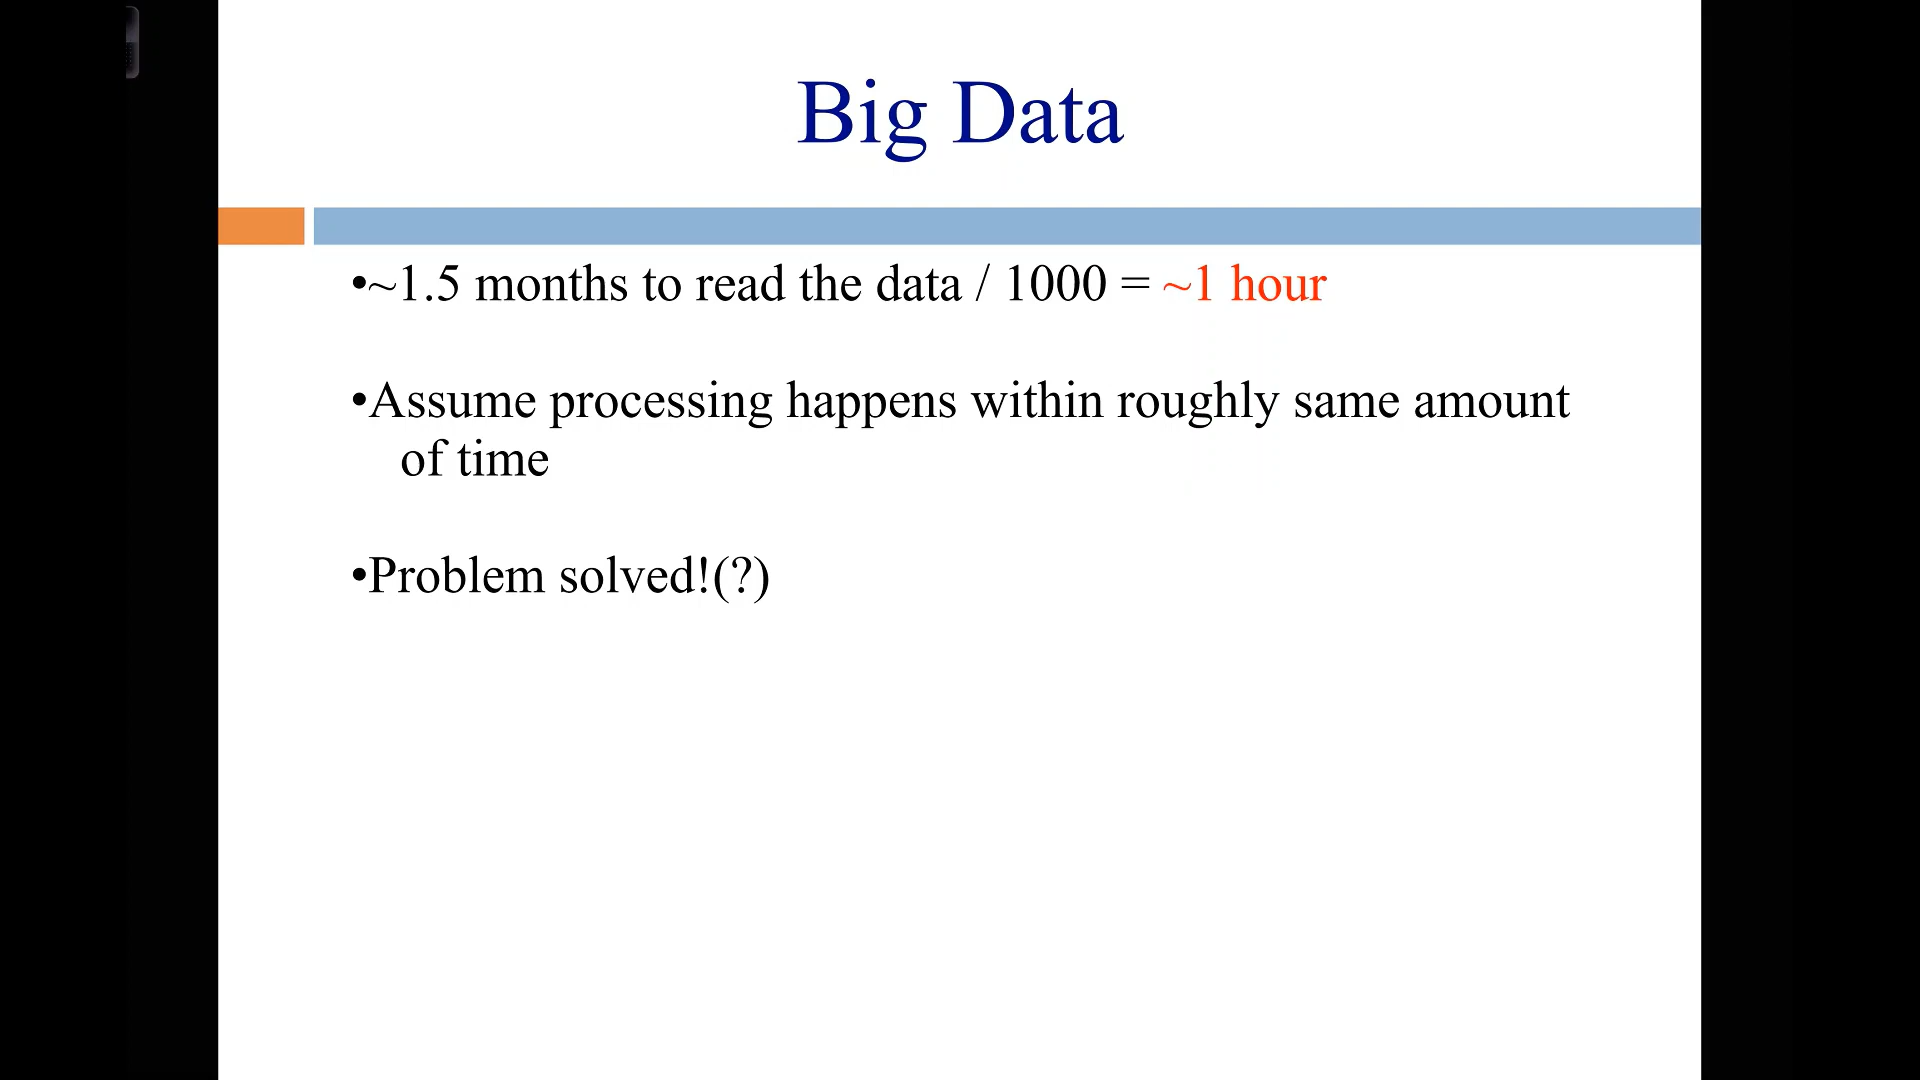 Big Data
•~1.5 months to read the data / 1000 = ~1 hour
•Assume processing happens within roughly same amount
of time
•Problem solved!(?)